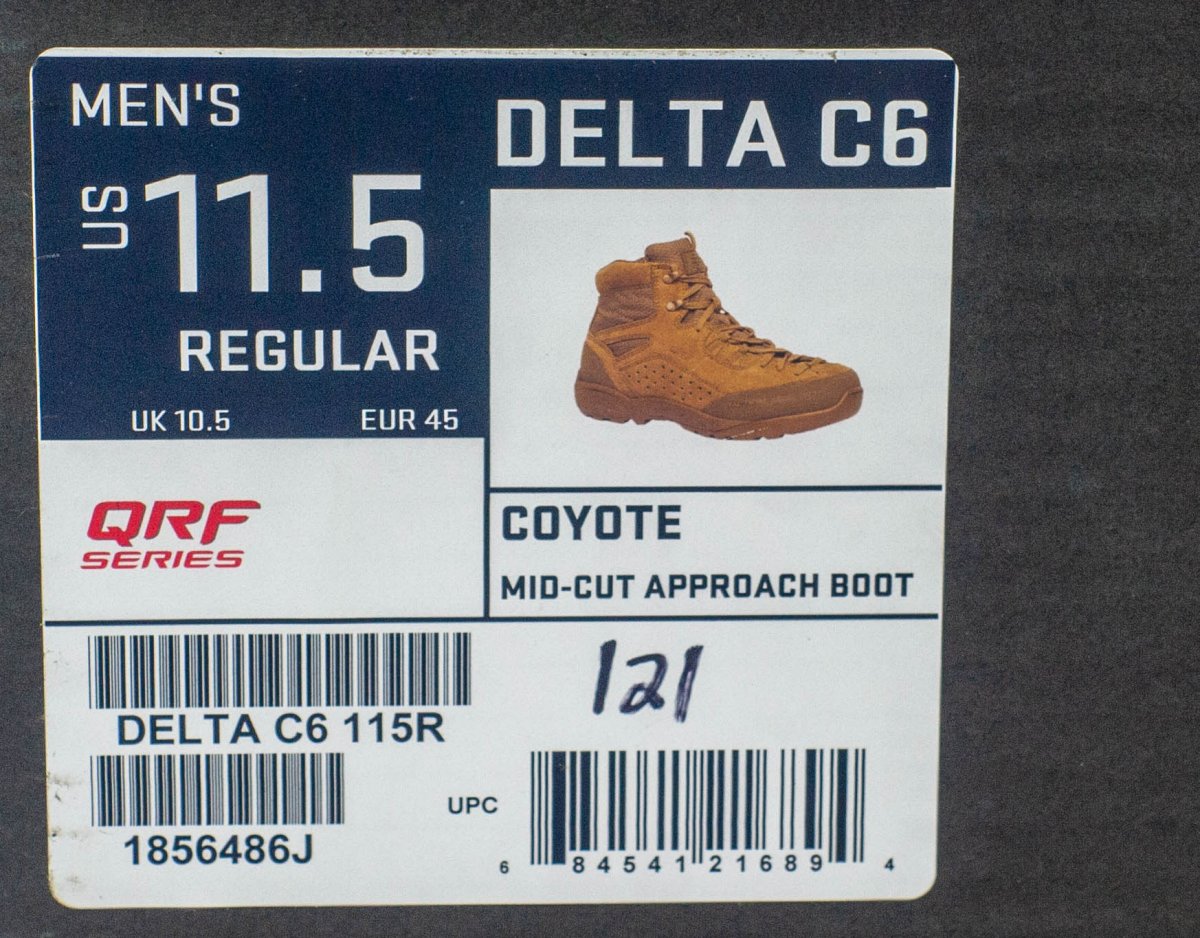 MEN'S
US 11.5
REGULAR
UK 10.5 EUR 45
DELTA C6
QRF
SERIES
COYOTE
MID-CUT APPROACH BOOT
DELTA C6 115R
1856486J
121
UPC
6 84541 21689 4